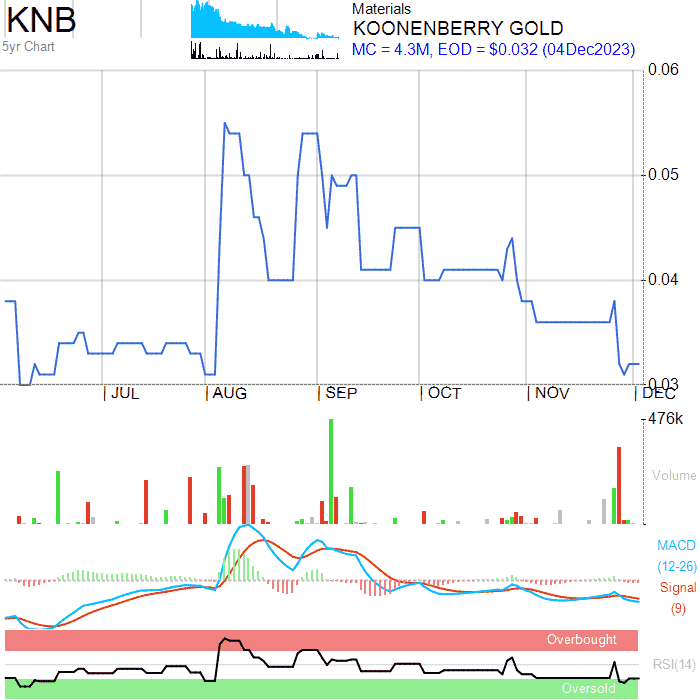 KNB
5yr Chart
Materials
KOONENBERRY GOLD
MC = 4.3M, EOD = $0.032 (04Dec2023)
0.06
0.05
0.04
0.03
JUL AUG SEP OCT NOV DEC
476k
Volume
MACD
(12-26)
Signal
(9)
Overbought
RSI(14)
Oversold